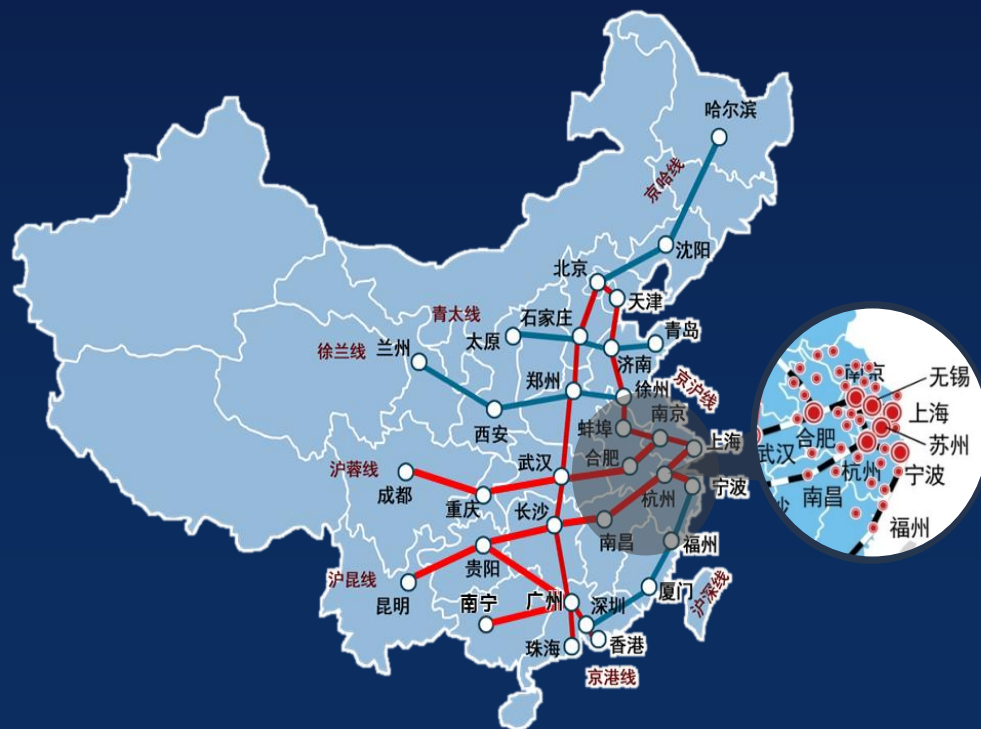 哈尔滨
京哈线
沈阳
北京
天津
青太线
石家庄
太原
青岛
徐兰线
兰州
济南
郑州
徐州
京沪线
西安
南京
蚌埠
上海
合肥
武汉
沪蓉线
成都
重庆
宁波
杭州
长沙
南昌
福州
贵阳
沪昆线
昆明
南宁
广州
深圳
厦门
沪深线
珠海
香港
京港线
南京
无锡
上海
合肥
苏州
武汉
杭州
宁波
南昌
福州